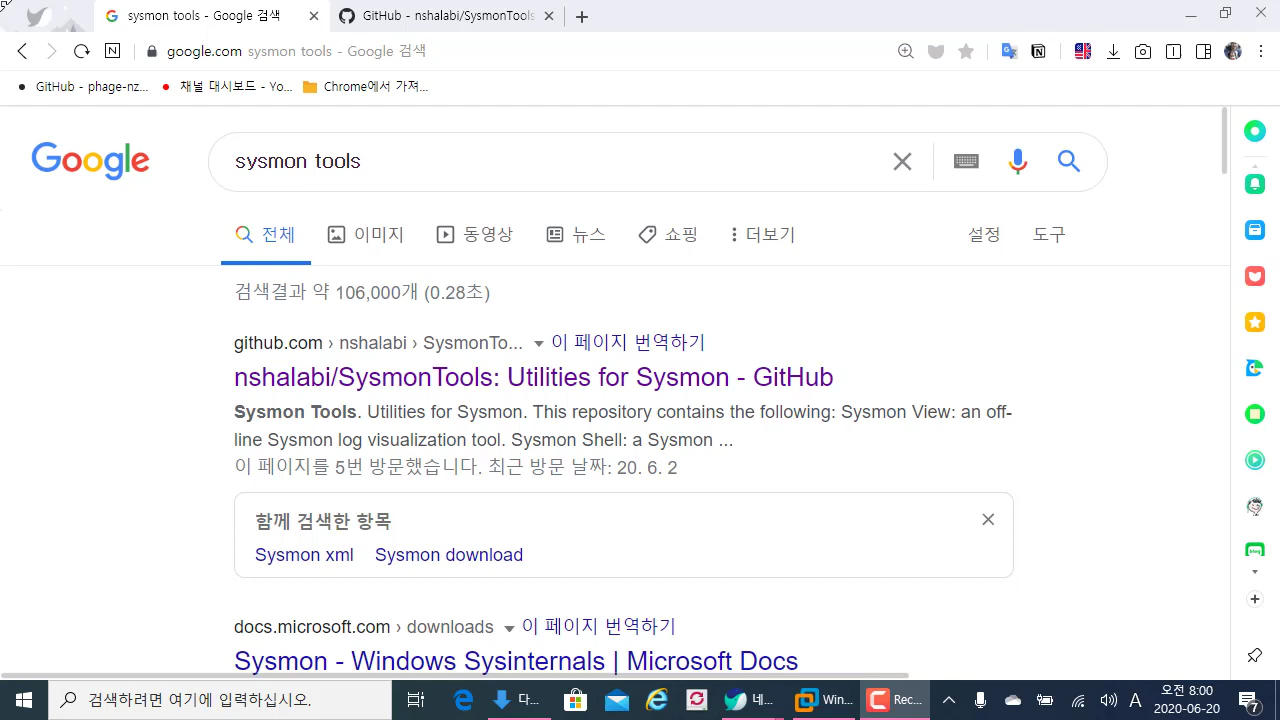 sysmon tools - Google 검색
GitHub - nshalabi/SysmonTools
google.com sysmon tools - Google 검색
GitHub - phage-nz...
채널 대시보드 - Yo...
Chrome에서 가져...
Google
sysmon tools
전체
이미지
동영상
뉴스
쇼핑
더보기
설정
도구
검색결과 약 106,000개 (0.28초)
github.com › nshalabi › SysmonTo... 이 페이지 번역하기
nshalabi/SysmonTools: Utilities for Sysmon - GitHub
Sysmon Tools. Utilities for Sysmon. This repository contains the following: Sysmon View: an off-
line Sysmon log visualization tool. Sysmon Shell: a Sysmon ...
이 페이지를 5번 방문했습니다. 최근 방문 날짜: 20. 6. 2
함께 검색한 항목
Sysmon xml
Sysmon download
docs.microsoft.com › downloads 이 페이지 번역하기
Sysmon - Windows Sysinternals | Microsoft Docs
검색하려면 여기에 입력하십시오.
다...
네...
Win...
Rec...
A
오전 8:00
2020-06-20
7